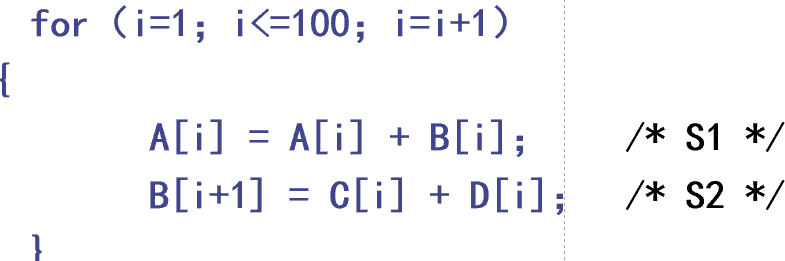 for (i=1; i<=100; i=i+1)
{
A[i] = A[i] + B[i]; /* S1 */
B[i+1] = C[i] + D[i]; /* S2 */
}